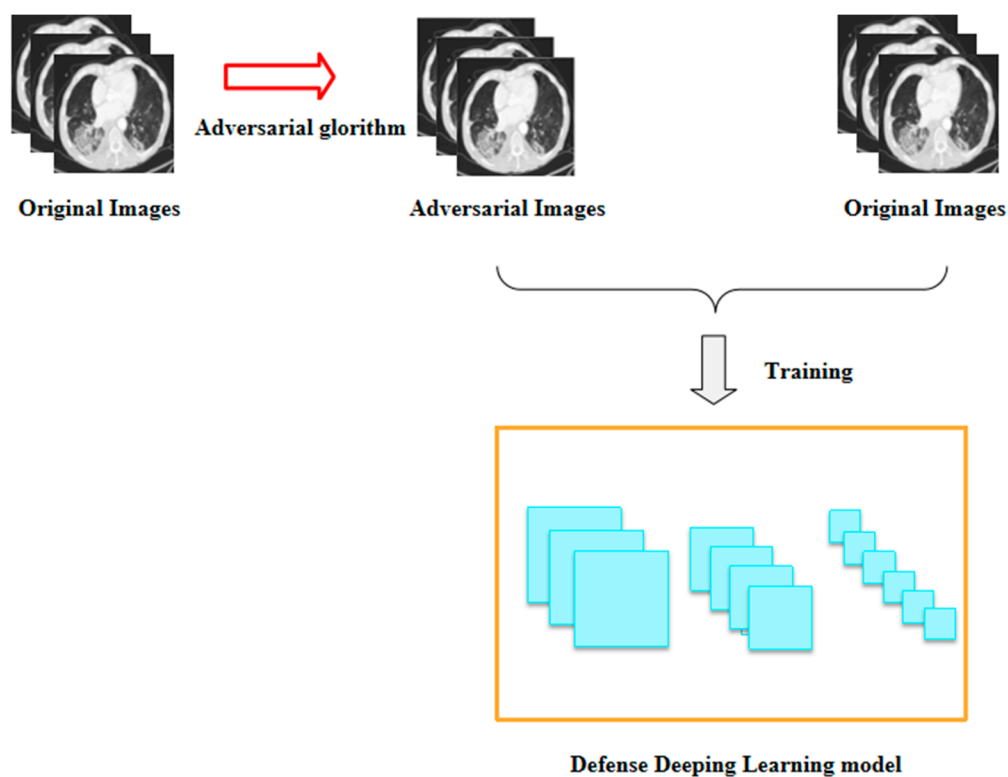 Adversarial glorithm
Original Images
Adversarial Images
Original Images
Training
Defense Deeping Learning model